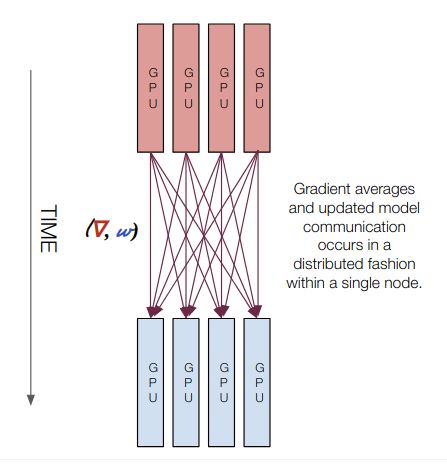 GPU GPU GPU GPU
TIME
(∇, w)
Gradient averages
and updated model
communication
occurs in a
distributed fashion
within a single node.
GPU GPU GPU GPU